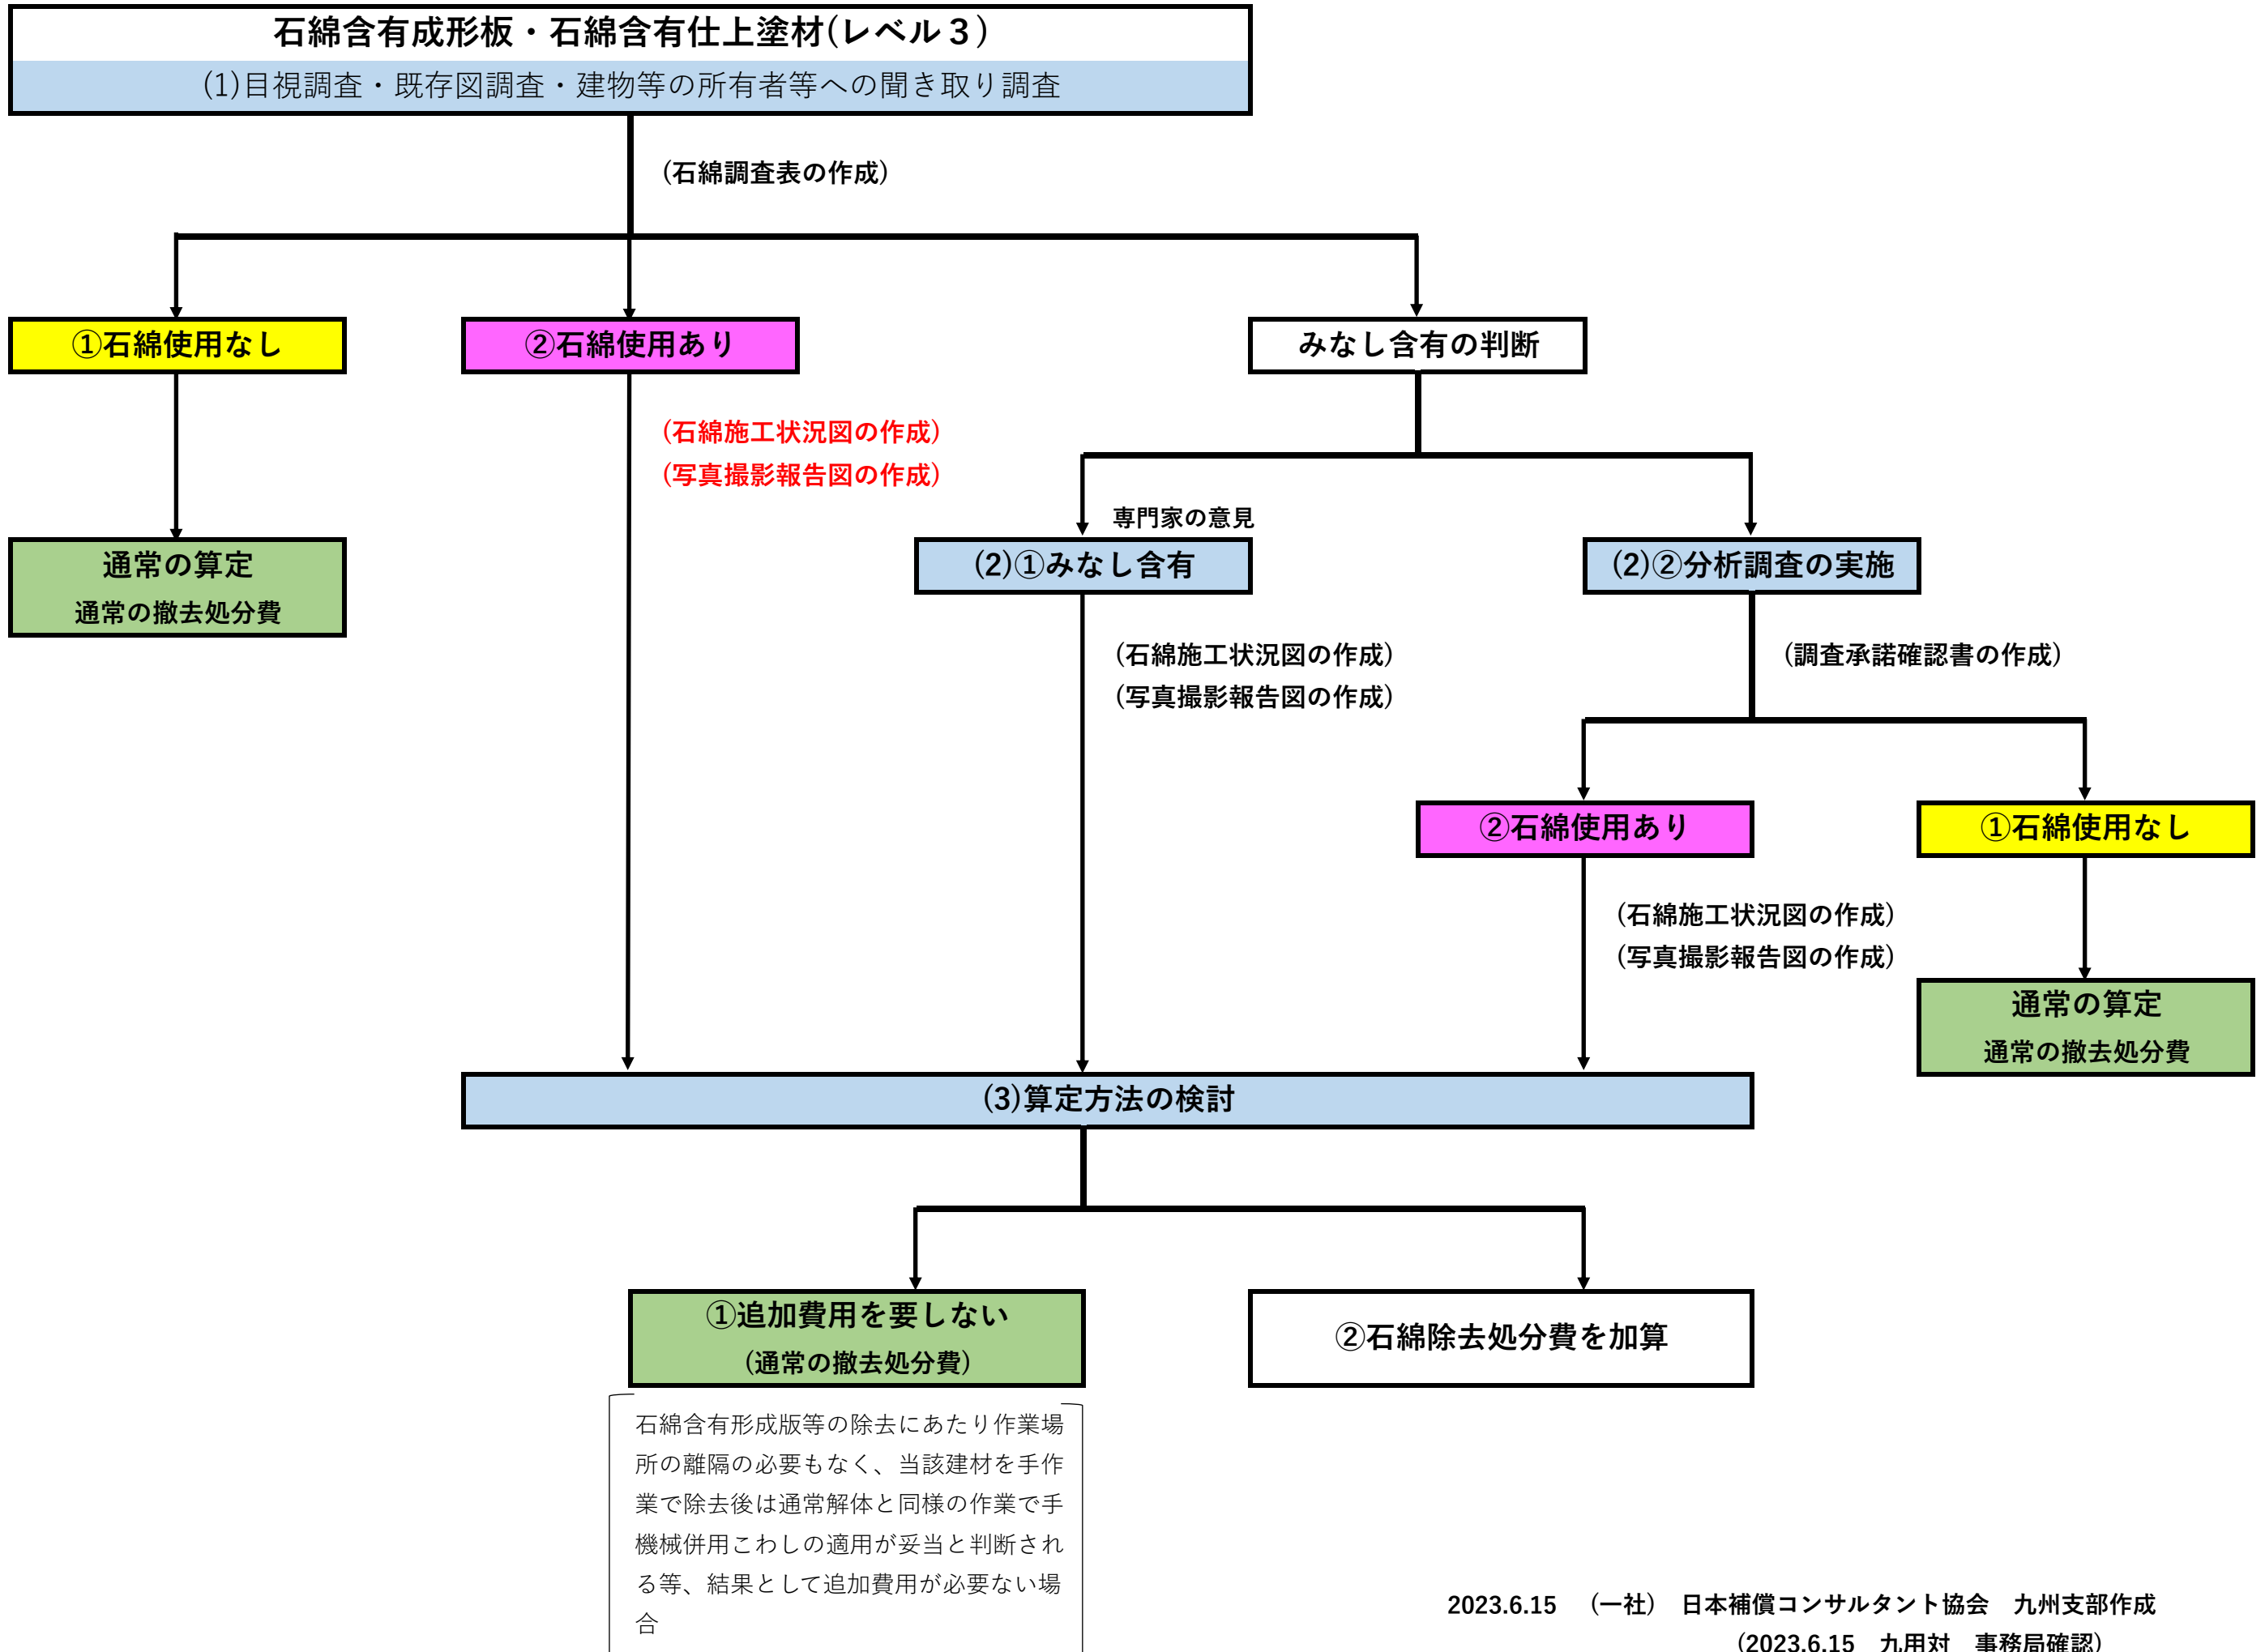 石綿含有成形板・石綿含有仕上塗材(レベル３)
(1)目視調査・既存図調査・建物等の所有者等への聞き取り調査
(石綿調査表の作成)
①石綿使用なし
②石綿使用あり
みなし含有の判断
(石綿施工状況図の作成)
(写真撮影報告図の作成)
専門家の意見
通常の算定
通常の撤去処分費
(2)①みなし含有
(2)②分析調査の実施
(石綿施工状況図の作成)
(写真撮影報告図の作成)
(調査承諾確認書の作成)
②石綿使用あり
①石綿使用なし
(石綿施工状況図の作成)
(写真撮影報告図の作成)
通常の算定
通常の撤去処分費
(3)算定方法の検討
①追加費用を要しない
(通常の撤去処分費)
②石綿除去処分費を加算
石綿含有形成版等の除去にあたり作業場
所の離隔の必要もなく、当該建材を手作
業で除去後は通常解体と同様の作業で手
機械併用こわしの適用が妥当と判断され
る等、結果として追加費用が必要ない場
合
2023.6.15　（一社）　日本補償コンサルタント協会　九州支部作成
(2023.6.15　九用対　事務局確認)